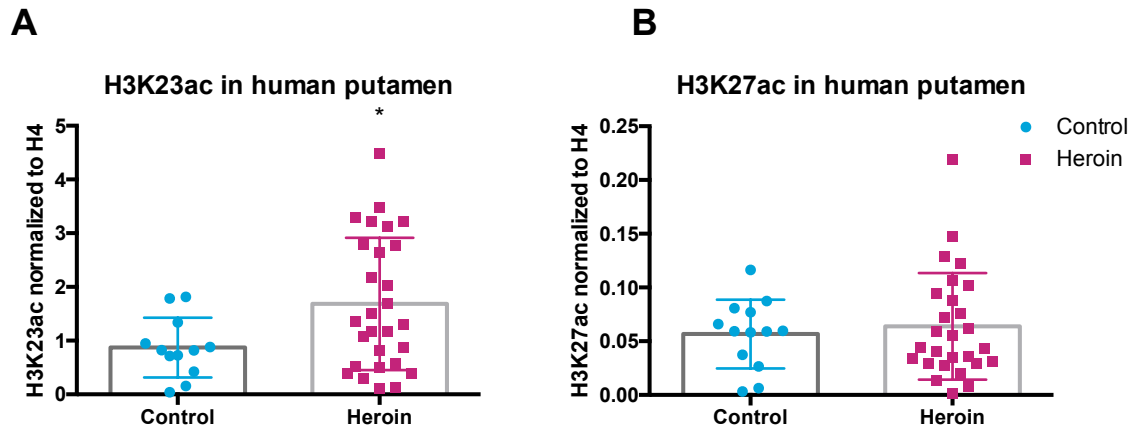 A
B
H3K23ac in human putamen
H3K27ac in human putamen
*
H3K23ac normalized to H4
5
4
3
2
1
0
Control
Heroin
H3K27ac normalized to H4
0.25
0.20
0.15
0.10
0.05
0.00
Control
Heroin
Control
Heroin